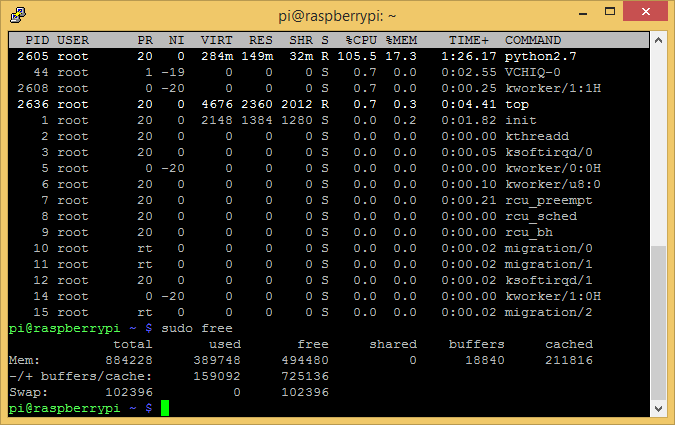 pi@raspberrypi: ~
PID USER PR NI VIRT RES SHR S %CPU %MEM TIME+ COMMAND
2605 root 20 0 284m 149m 32m R 105.5 17.3 1:26.17 python2.7
44 root 1 -19 0 0 0 S 0.7 0.0 0:02.55 VCHIQ-0
2608 root 0 -20 0 0 0 S 0.7 0.0 0:00.25 kworker/1:1H
2636 root 20 0 4676 2360 2012 R 0.7 0.3 0:04.41 top
1 root 20 0 2148 1384 1280 S 0.0 0.2 0:01.82 init
2 root 20 0 0 0 0 S 0.0 0.0 0:00.00 kthreadd
3 root 20 0 0 0 0 S 0.0 0.0 0:00.05 ksoftirqd/0
5 root 0 -20 0 0 0 S 0.0 0.0 0:00.00 kworker/0:0H
6 root 20 0 0 0 0 S 0.0 0.0 0:00.10 kworker/u8:0
7 root 20 0 0 0 0 S 0.0 0.0 0:00.21 rcu_preempt
8 root 20 0 0 0 0 S 0.0 0.0 0:00.00 rcu_sched
9 root 20 0 0 0 0 S 0.0 0.0 0:00.00 rcu_bh
10 root rt 0 0 0 0 S 0.0 0.0 0:00.02 migration/0
11 root rt 0 0 0 0 S 0.0 0.0 0:00.02 migration/1
12 root 20 0 0 0 0 S 0.0 0.0 0:00.02 ksoftirqd/1
14 root 0 -20 0 0 0 S 0.0 0.0 0:00.00 kworker/1:0H
15 root rt 0 0 0 0 S 0.0 0.0 0:00.02 migration/2
pi@raspberrypi ~ $ sudo free
total used free shared buffers cached
Mem: 884228 389748 494480 0 18840 211816
-/+ buffers/cache: 159092 725136
Swap: 102396 0 102396
pi@raspberrypi ~ $